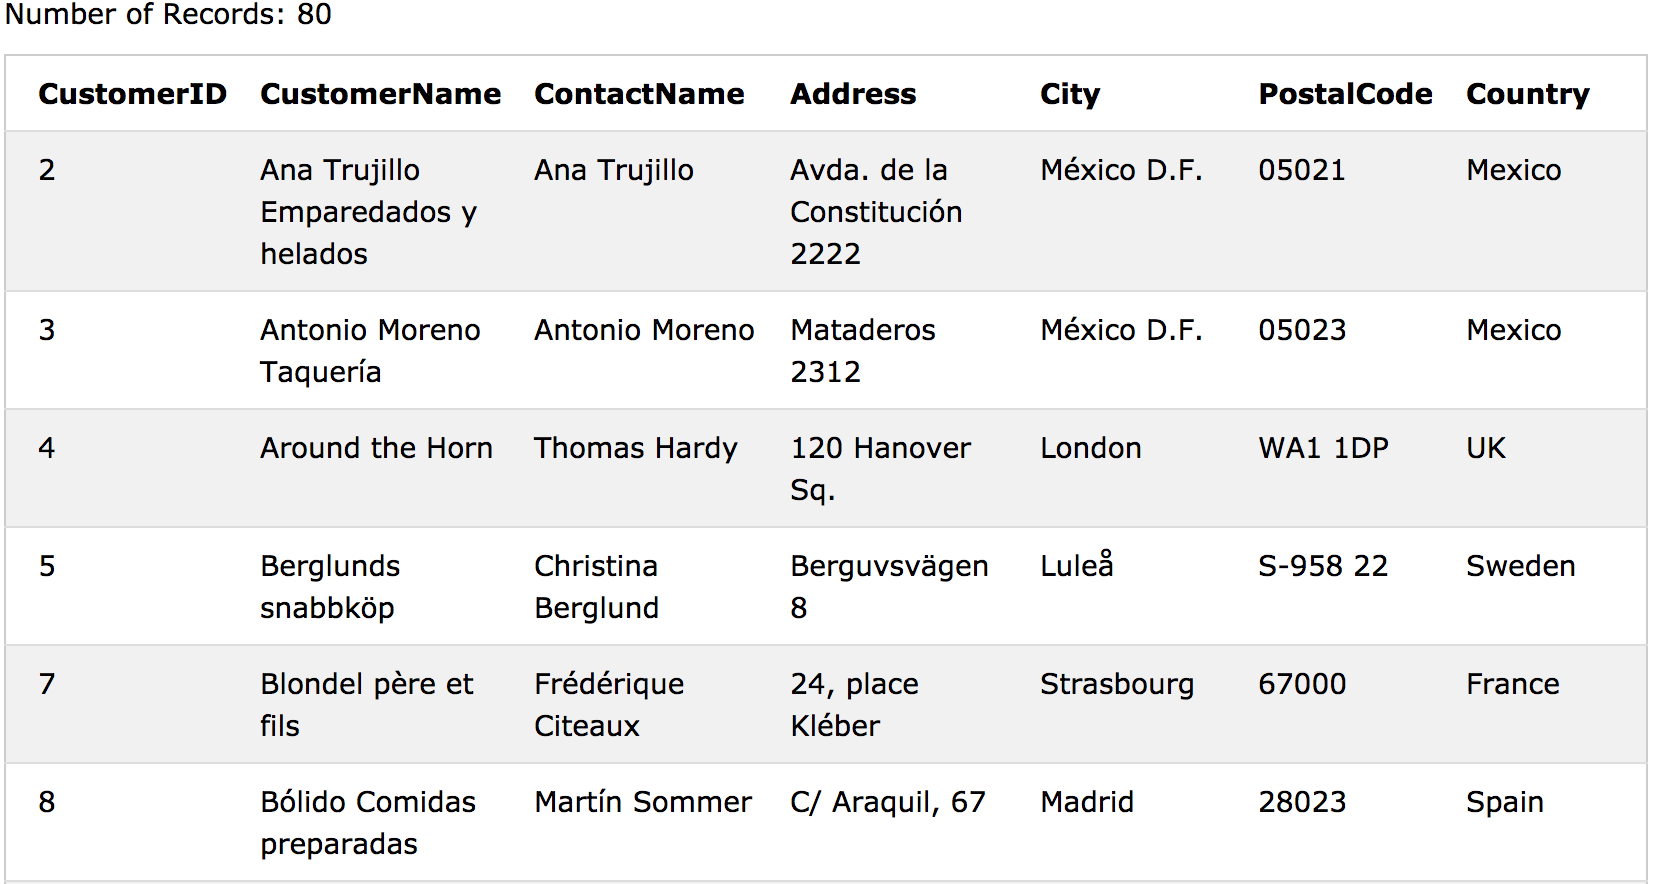 Number of Records: 80
CustomerID CustomerName ContactName Address City PostalCode Country
2 Ana Trujillo Ana Trujillo Avda. de la México D.F. 05021 Mexico
Emparedados y Constitución
helados 2222
3 Antonio Moreno Antonio Moreno Mataderos México D.F. 05023 Mexico
Taquería 2312
4 Around the Horn Thomas Hardy 120 Hanover London WA1 1DP UK
Sq.
5 Berglunds Christina Berguvsvägen Luleå S-958 22 Sweden
snabbköp Berglund 8
7 Blondel père et Frédérique 24, place Strasbourg 67000 France
fils Citeaux Kléber
8 Bólido Comidas Martín Sommer C/ Araquil, 67 Madrid 28023 Spain
preparadas